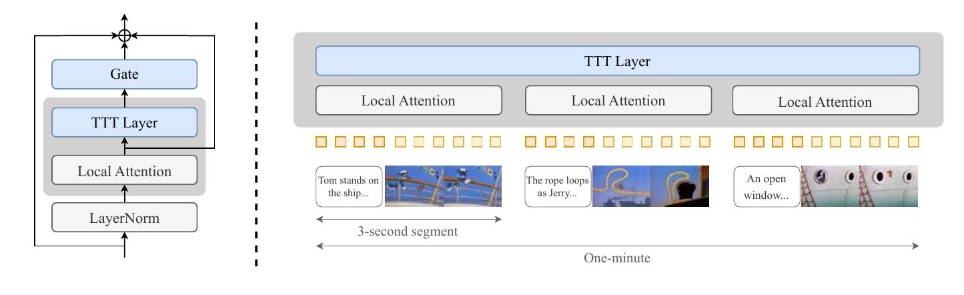 Gate
TTT Layer
Local Attention
LayerNorm
TTT Layer
Local Attention
Local Attention
Local Attention
Tom stands on
the ship...
The rope loops
as Jerry...
An open
window...
3-second segment
One-minute